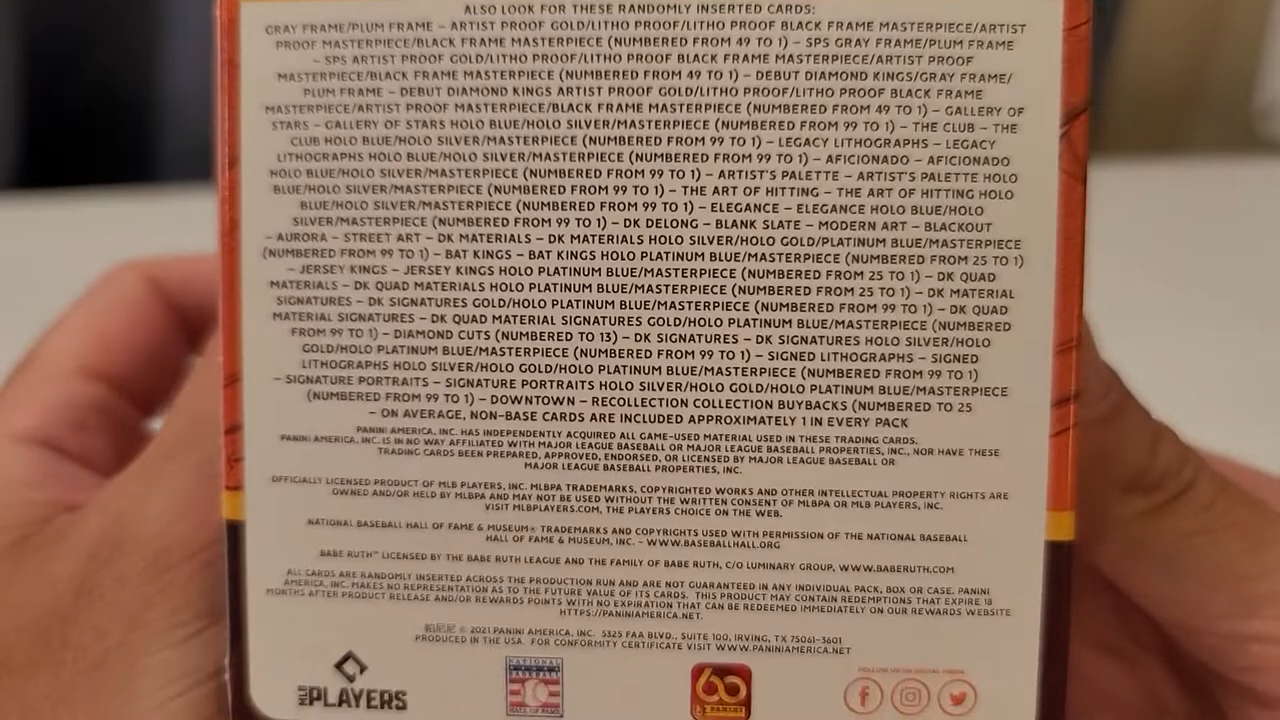 ALSO LOOK FOR THESE RANDOMLY INSERTED CARDS:
GRAY FRAME/PLUM FRAME – ARTIST PROOF GOLD/LITHO PROOF/LITHO PROOF BLACK FRAME MASTERPIECE/ARTIST
PROOF MASTERPIECE/BLACK FRAME MASTERPIECE (NUMBERED FROM 49 TO 1) – SPS GRAY FRAME/PLUM FRAME
– SPS ARTIST PROOF GOLD/LITHO PROOF/LITHO PROOF BLACK FRAME MASTERPIECE/ARTIST PROOF
MASTERPIECE/BLACK FRAME MASTERPIECE (NUMBERED FROM 49 TO 1) – DEBUT DIAMOND KINGS/GRAY FRAME/
PLUM FRAME – DEBUT DIAMOND KINGS ARTIST PROOF GOLD/LITHO PROOF/LITHO PROOF BLACK FRAME
MASTERPIECE/ARTIST PROOF MASTERPIECE/BLACK FRAME MASTERPIECE (NUMBERED FROM 49 TO 1) – GALLERY OF
STARS – GALLERY OF STARS HOLO BLUE/HOLO SILVER/MASTERPIECE (NUMBERED FROM 99 TO 1) – THE CLUB – THE
CLUB HOLO BLUE/HOLO SILVER/MASTERPIECE (NUMBERED FROM 99 TO 1) – LEGACY LITHOGRAPHS – LEGACY
LITHOGRAPHS HOLO BLUE/HOLO SILVER/MASTERPIECE (NUMBERED FROM 99 TO 1) – AFICIONADO – AFICIONADO
HOLO BLUE/HOLO SILVER/MASTERPIECE (NUMBERED FROM 99 TO 1) – ARTIST'S PALETTE – ARTIST'S PALETTE HOLO
BLUE/HOLO SILVER/MASTERPIECE (NUMBERED FROM 99 TO 1) – THE ART OF HITTING – THE ART OF HITTING HOLO
BLUE/HOLO SILVER/MASTERPIECE (NUMBERED FROM 99 TO 1) – ELEGANCE – ELEGANCE HOLO BLUE/HOLO
SILVER/MASTERPIECE (NUMBERED FROM 99 TO 1) – DK DELONG – BLANK SLATE – MODERN ART – BLACKOUT
– AURORA – STREET ART – DK MATERIALS – DK MATERIALS HOLO SILVER/HOLO GOLD/PLATINUM BLUE/MASTERPIECE
(NUMBERED FROM 99 TO 1) – BAT KINGS – BAT KINGS HOLO PLATINUM BLUE/MASTERPIECE (NUMBERED FROM 25 TO 1)
– JERSEY KINGS – JERSEY KINGS HOLO PLATINUM BLUE/MASTERPIECE (NUMBERED FROM 25 TO 1) – DK QUAD
MATERIALS – DK QUAD MATERIALS HOLO PLATINUM BLUE/MASTERPIECE (NUMBERED FROM 25 TO 1) – DK MATERIAL
SIGNATURES – DK SIGNATURES GOLD/HOLO PLATINUM BLUE/MASTERPIECE (NUMBERED FROM 99 TO 1) – DK QUAD
MATERIAL SIGNATURES – DK QUAD MATERIAL SIGNATURES GOLD/HOLO PLATINUM BLUE/MASTERPIECE (NUMBERED
FROM 99 TO 1) – DIAMOND CUTS (NUMBERED TO 13) – DK SIGNATURES – DK SIGNATURES HOLO SILVER/HOLO
GOLD/HOLO PLATINUM BLUE/MASTERPIECE (NUMBERED FROM 99 TO 1) – SIGNED LITHOGRAPHS – SIGNED
LITHOGRAPHS HOLO SILVER/HOLO GOLD/HOLO PLATINUM BLUE/MASTERPIECE (NUMBERED FROM 99 TO 1)
– SIGNATURE PORTRAITS – SIGNATURE PORTRAITS HOLO SILVER/HOLO GOLD/HOLO PLATINUM BLUE/MASTERPIECE
(NUMBERED FROM 99 TO 1) – DOWNTOWN – RECOLLECTION COLLECTION BUYBACKS (NUMBERED TO 25
– ON AVERAGE, NON-BASE CARDS ARE INCLUDED APPROXIMATELY 1 IN EVERY PACK
PANINI AMERICA, INC. HAS INDEPENDENTLY ACQUIRED ALL GAME-USED MATERIAL USED IN THESE TRADING CARDS.
PANINI AMERICA, INC. IS IN NO WAY AFFILIATED WITH MAJOR LEAGUE BASEBALL OR MAJOR LEAGUE BASEBALL PROPERTIES, INC., NOR HAVE THESE
TRADING CARDS BEEN PREPARED, APPROVED, ENDORSED, OR LICENSED BY MAJOR LEAGUE BASEBALL OR
MAJOR LEAGUE BASEBALL PROPERTIES, INC.
OFFICIALLY LICENSED PRODUCT OF MLB PLAYERS, INC. MLBPA TRADEMARKS, COPYRIGHTED WORKS AND OTHER INTELLECTUAL PROPERTY RIGHTS ARE
OWNED AND/OR HELD BY MLBPA AND MAY NOT BE USED WITHOUT THE WRITTEN CONSENT OF MLBPA OR MLB PLAYERS, INC.
VISIT MLBPLAYERS.COM, THE PLAYERS CHOICE ON THE WEB.
NATIONAL BASEBALL HALL OF FAME & MUSEUM® TRADEMARKS AND COPYRIGHTS USED WITH PERMISSION OF THE NATIONAL BASEBALL
HALL OF FAME & MUSEUM, INC. – WWW.BASEBALLHALL.ORG
BABE RUTH™ LICENSED BY THE BABE RUTH LEAGUE AND THE FAMILY OF BABE RUTH, C/O LUMINARY GROUP, WWW.BABERUTH.COM
ALL CARDS ARE RANDOMLY INSERTED ACROSS THE PRODUCTION RUN AND ARE NOT GUARANTEED IN ANY INDIVIDUAL PACK, BOX OR CASE. PANINI
AMERICA, INC. MAKES NO REPRESENTATION AS TO THE FUTURE VALUE OF ITS CARDS. THIS PRODUCT MAY CONTAIN REDEMPTIONS THAT EXPIRE 18
MONTHS AFTER PRODUCT RELEASE AND/OR REWARDS POINTS WITH NO EXPIRATION THAT CAN BE REDEEMED IMMEDIATELY ON OUR REWARDS WEBSITE
HTTPS://PANINIAMERICA.NET.
帕尼尼 © 2021 PANINI AMERICA, INC. 5325 FAA BLVD., SUITE 100, IRVING, TX 75061-3601
PRODUCED IN THE USA. FOR CONFORMITY CERTIFICATE VISIT WWW.PANINIAMERICA.NET
MLB PLAYERS
NATIONAL BASEBALL HALL OF FAME
60 PANINI
FOLLOW US ON SOCIAL MEDIA